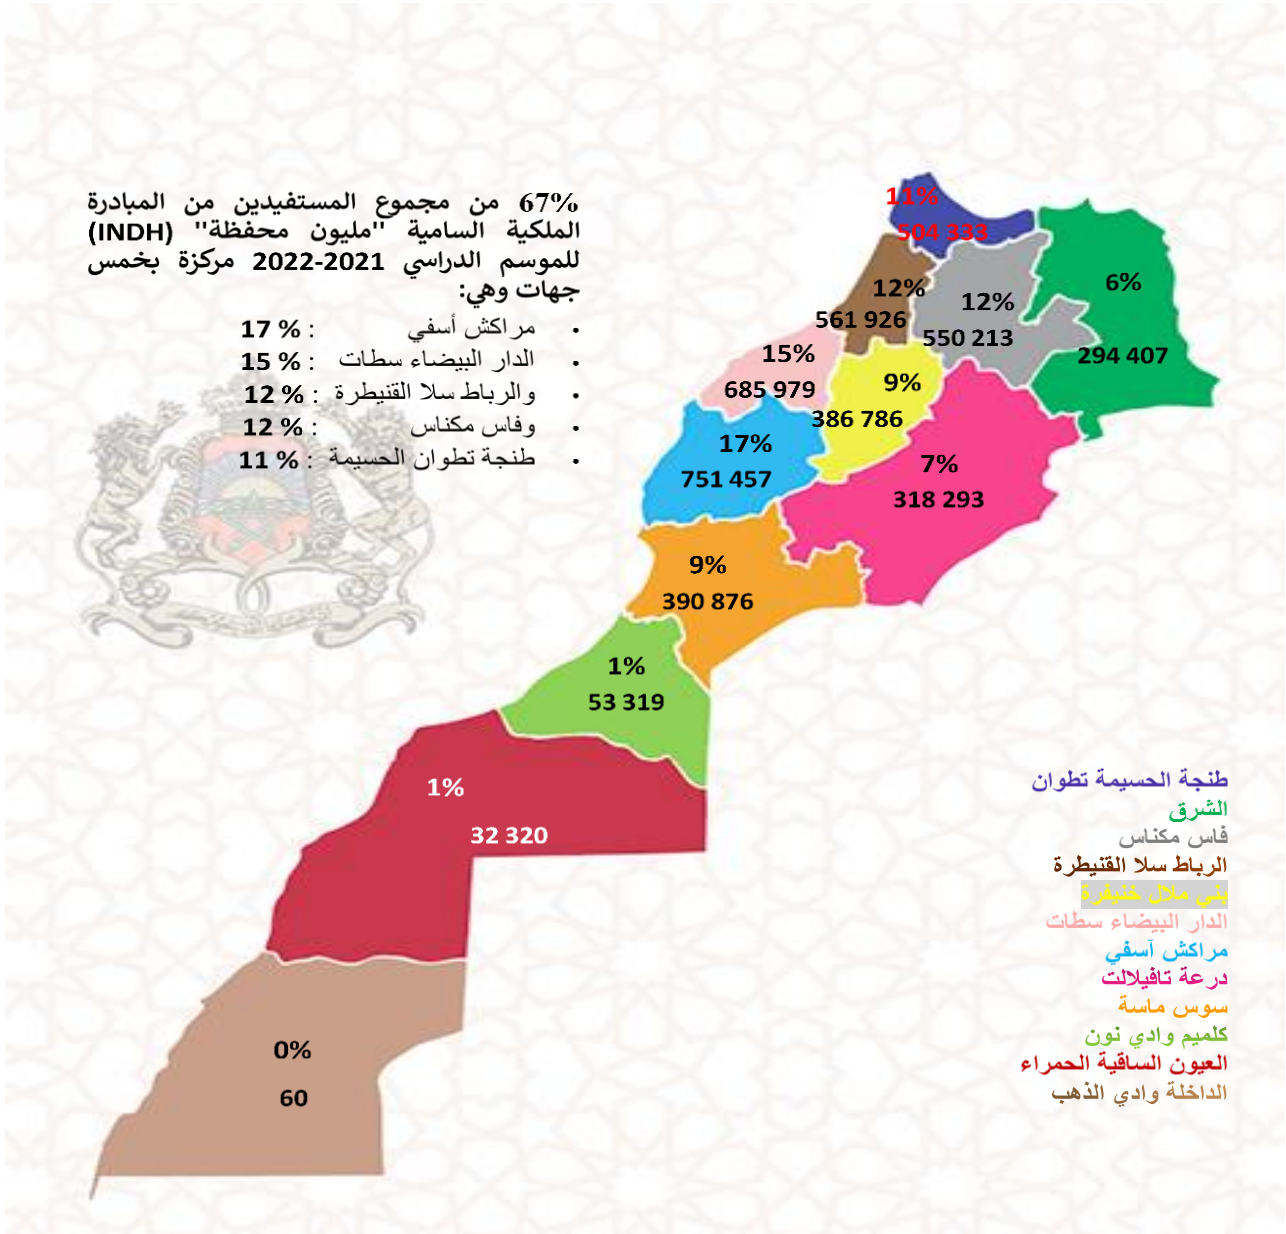 67% من مجموع المستفيدين من المبادرة
الملكية السامية "مليون محفظة" (INDH)
للموسم الدراسي 2021-2022 مركزة بخمس
جهات وهي:
• مراكش أسفي : 17 %
• الدار البيضاء سطات : 15 %
• والرباط سلا القنيطرة : 12 %
• وفاس مكناس : 12 %
• طنجة تطوان الحسيمة : 11 %
11%
504 333
6%
294 407
12%
561 926
12%
550 213
15%
685 979
9%
386 786
17%
751 457
7%
318 293
9%
390 876
1%
53 319
1%
32 320
0%
60
طنجة الحسيمة تطوان
الشرق
فاس مكناس
الرباط سلا القنيطرة
بني ملال خنيفرة
الدار البيضاء سطات
مراكش آسفي
درعة تافيلالت
سوس ماسة
كلميم وادي نون
العيون الساقية الحمراء
الداخلة وادي الذهب